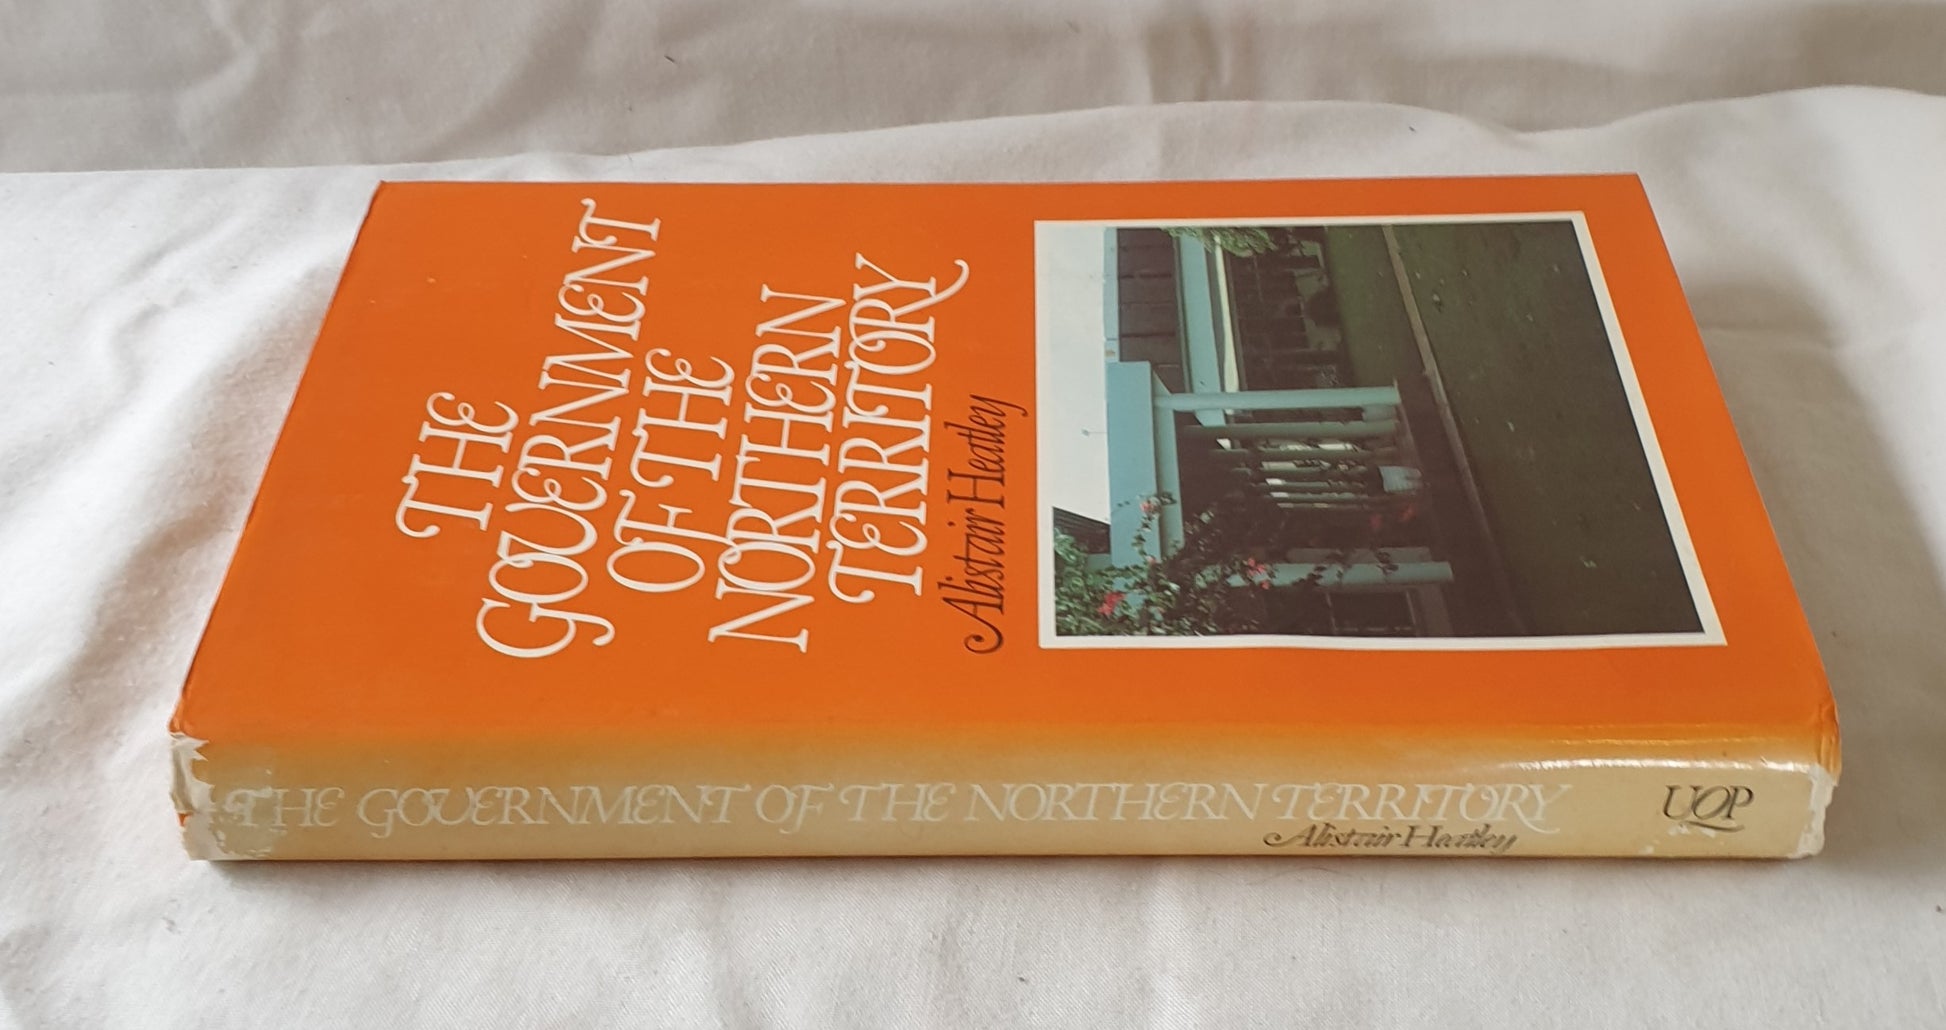 THE
GOVERNMENT
OF THE
NORTHERN
TERRITORY
Alistair Heatley
THE GOVERNMENT OF THE NORTHERN TERRITORY
Alistair Heatley
UQP